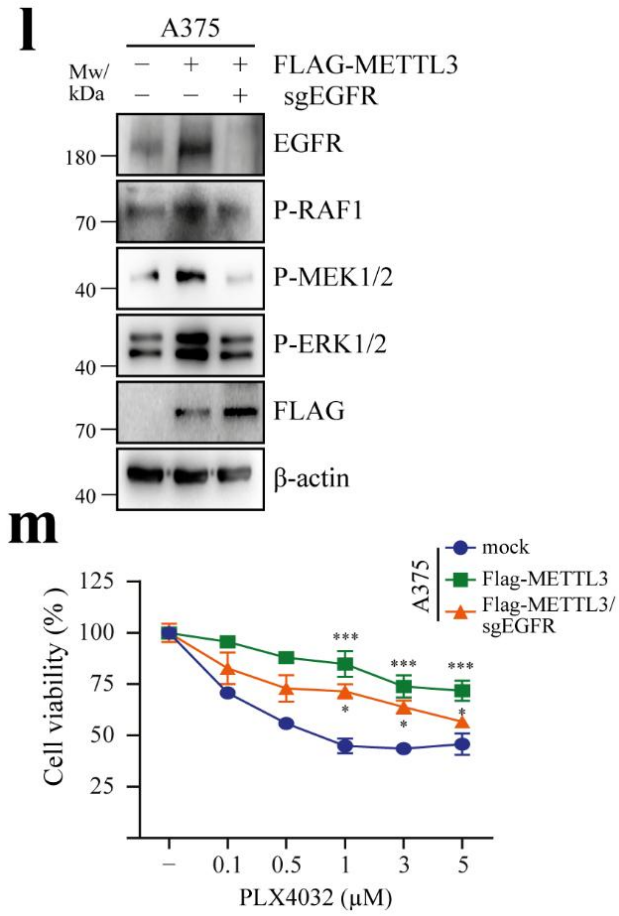 l
A375
− + + FLAG-METTL3
Mw/
kDa
− − + sgEGFR
EGFR
180
P-RAF1
70
P-MEK1/2
40
P-ERK1/2
40
FLAG
70
β-actin
40
m
A375
mock
Flag-METTL3
Flag-METTL3/
sgEGFR
125
100
75
50
25
Cell viability (%)
*** *** ***
* * *
− 0.1 0.5 1 3 5
PLX4032 (μM)